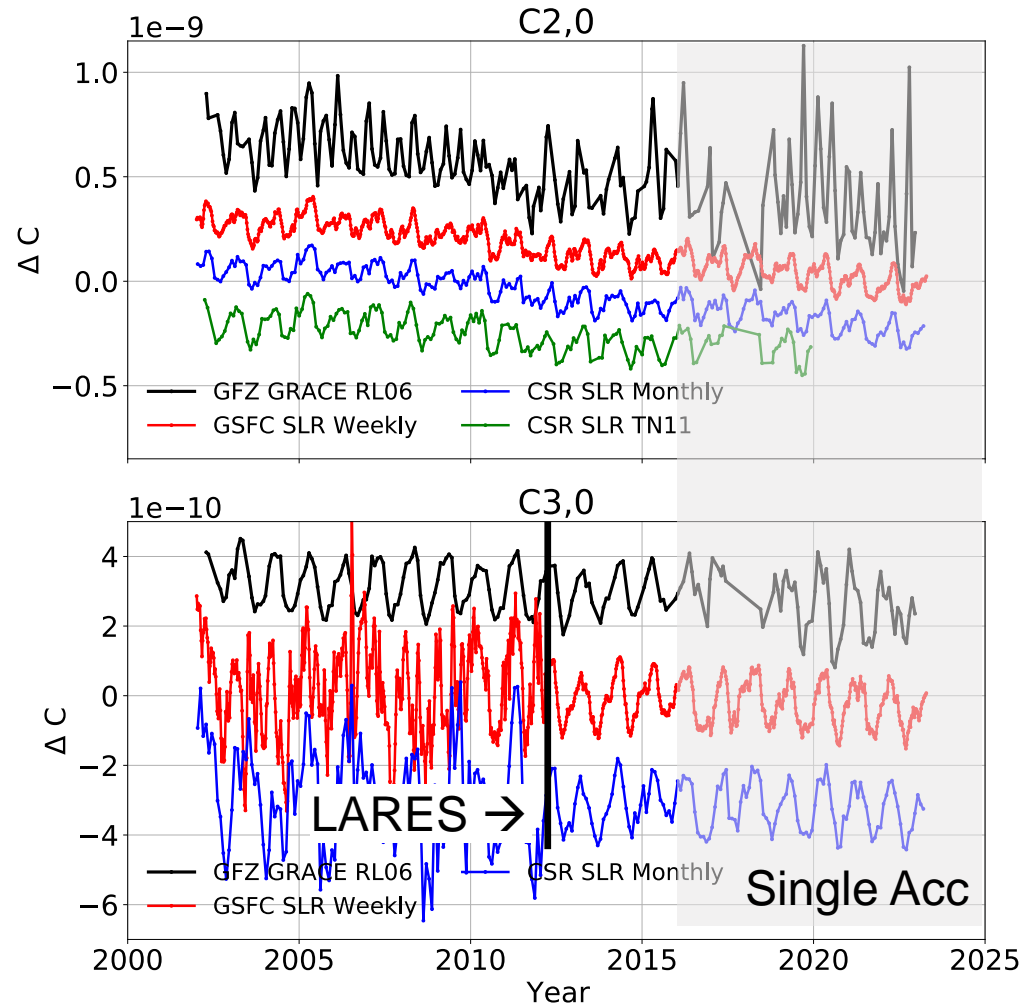 1e−9
C2,0
1.0
0.5
0.0
−0.5
Δ C
GFZ GRACE RL06
GSFC SLR Weekly
CSR SLR Monthly
CSR SLR TN11
1e−10
C3,0
4
2
0
−2
−4
−6
Δ C
LARES →
GFZ GRACE RL06
GSFC SLR Weekly
CSR SLR Monthly
Single Acc
2000 2005 2010 2015 2020 2025
Year